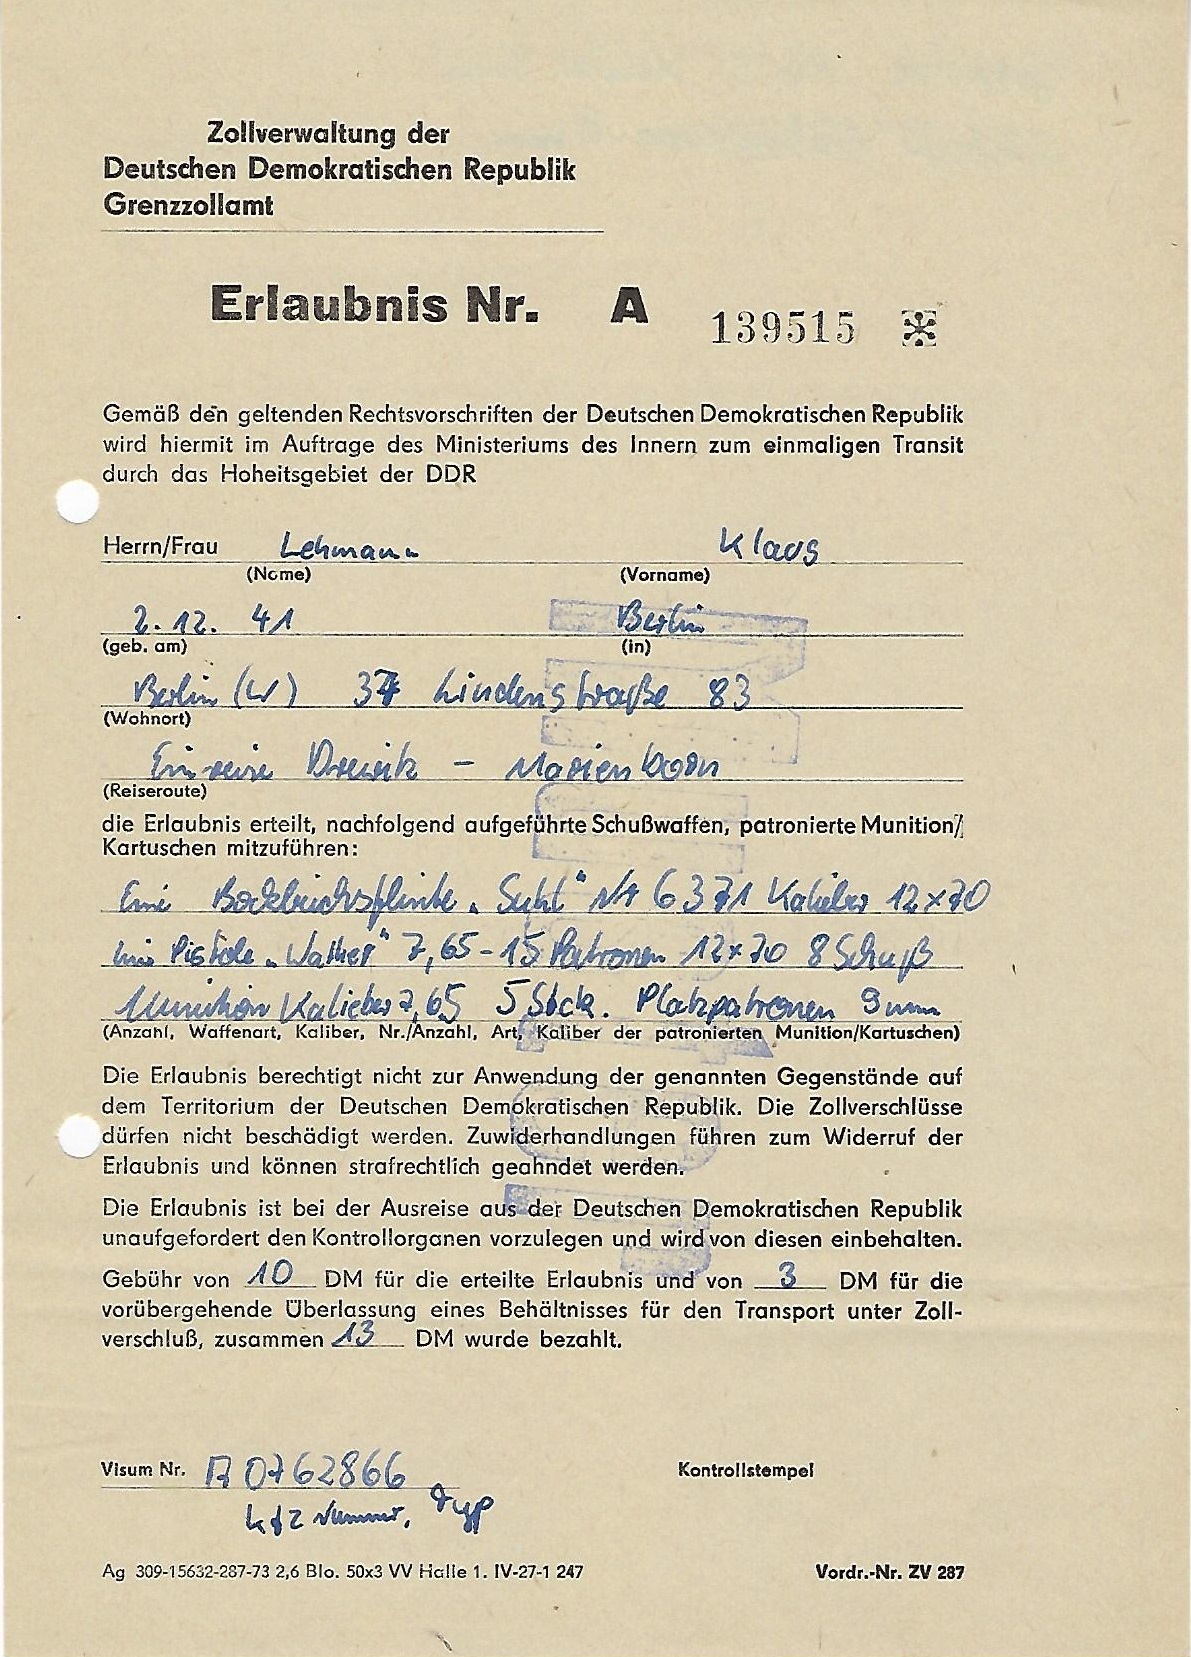 Zollverwaltung der
Deutschen Demokratischen Republik
Grenzzollamt
Erlaubnis Nr. A 139515
Gemäß den geltenden Rechtsvorschriften der Deutschen Demokratischen Republik
wird hiermit im Auftrage des Ministeriums des Innern zum einmaligen Transit
durch das Hoheitsgebiet der DDR
Herrn/Frau Lehmann Klaus
(Name) (Vorname)
2.12. 41 Berlin
(geb. am) (in)
Berlin (W) 37 Lindenstraße 83
(Wohnort)
Einreise Drewitz - Marienborn
(Reiseroute)
die Erlaubnis erteilt, nachfolgend aufgeführte Schußwaffen, patronierte Munition/
Kartuschen mitzuführen:
Eine Bockbüchsflinte „Suhl" Nr 6371 Kalieber 12x70
eine Pistole „Walther" 7,65 - 15 Patronen 12x70 8 Schuß
Munition Kalieber 7,65 5 Stck. Platzpatronen 9mm
(Anzahl, Waffenart, Kaliber, Nr./Anzahl, Art, Kaliber der patronierten Munition/Kartuschen)
Die Erlaubnis berechtigt nicht zur Anwendung der genannten Gegenstände auf
dem Territorium der Deutschen Demokratischen Republik. Die Zollverschlüsse
dürfen nicht beschädigt werden. Zuwiderhandlungen führen zum Widerruf der
Erlaubnis und können strafrechtlich geahndet werden.
Die Erlaubnis ist bei der Ausreise aus der Deutschen Demokratischen Republik
unaufgefordert den Kontrollorganen vorzulegen und wird von diesen einbehalten.
Gebühr von 10 DM für die erteilte Erlaubnis und von 3 DM für die
vorübergehende Überlassung eines Behältnisses für den Transport unter Zoll-
verschluß, zusammen 13 DM wurde bezahlt.
Visum Nr. A 0762866 Kontrollstempel
kfz Nummer, Typ
Ag 309-15632-287-73 2,6 Blo. 50x3 VV Halle 1. IV-27-1 247 Vordr.-Nr. ZV 287